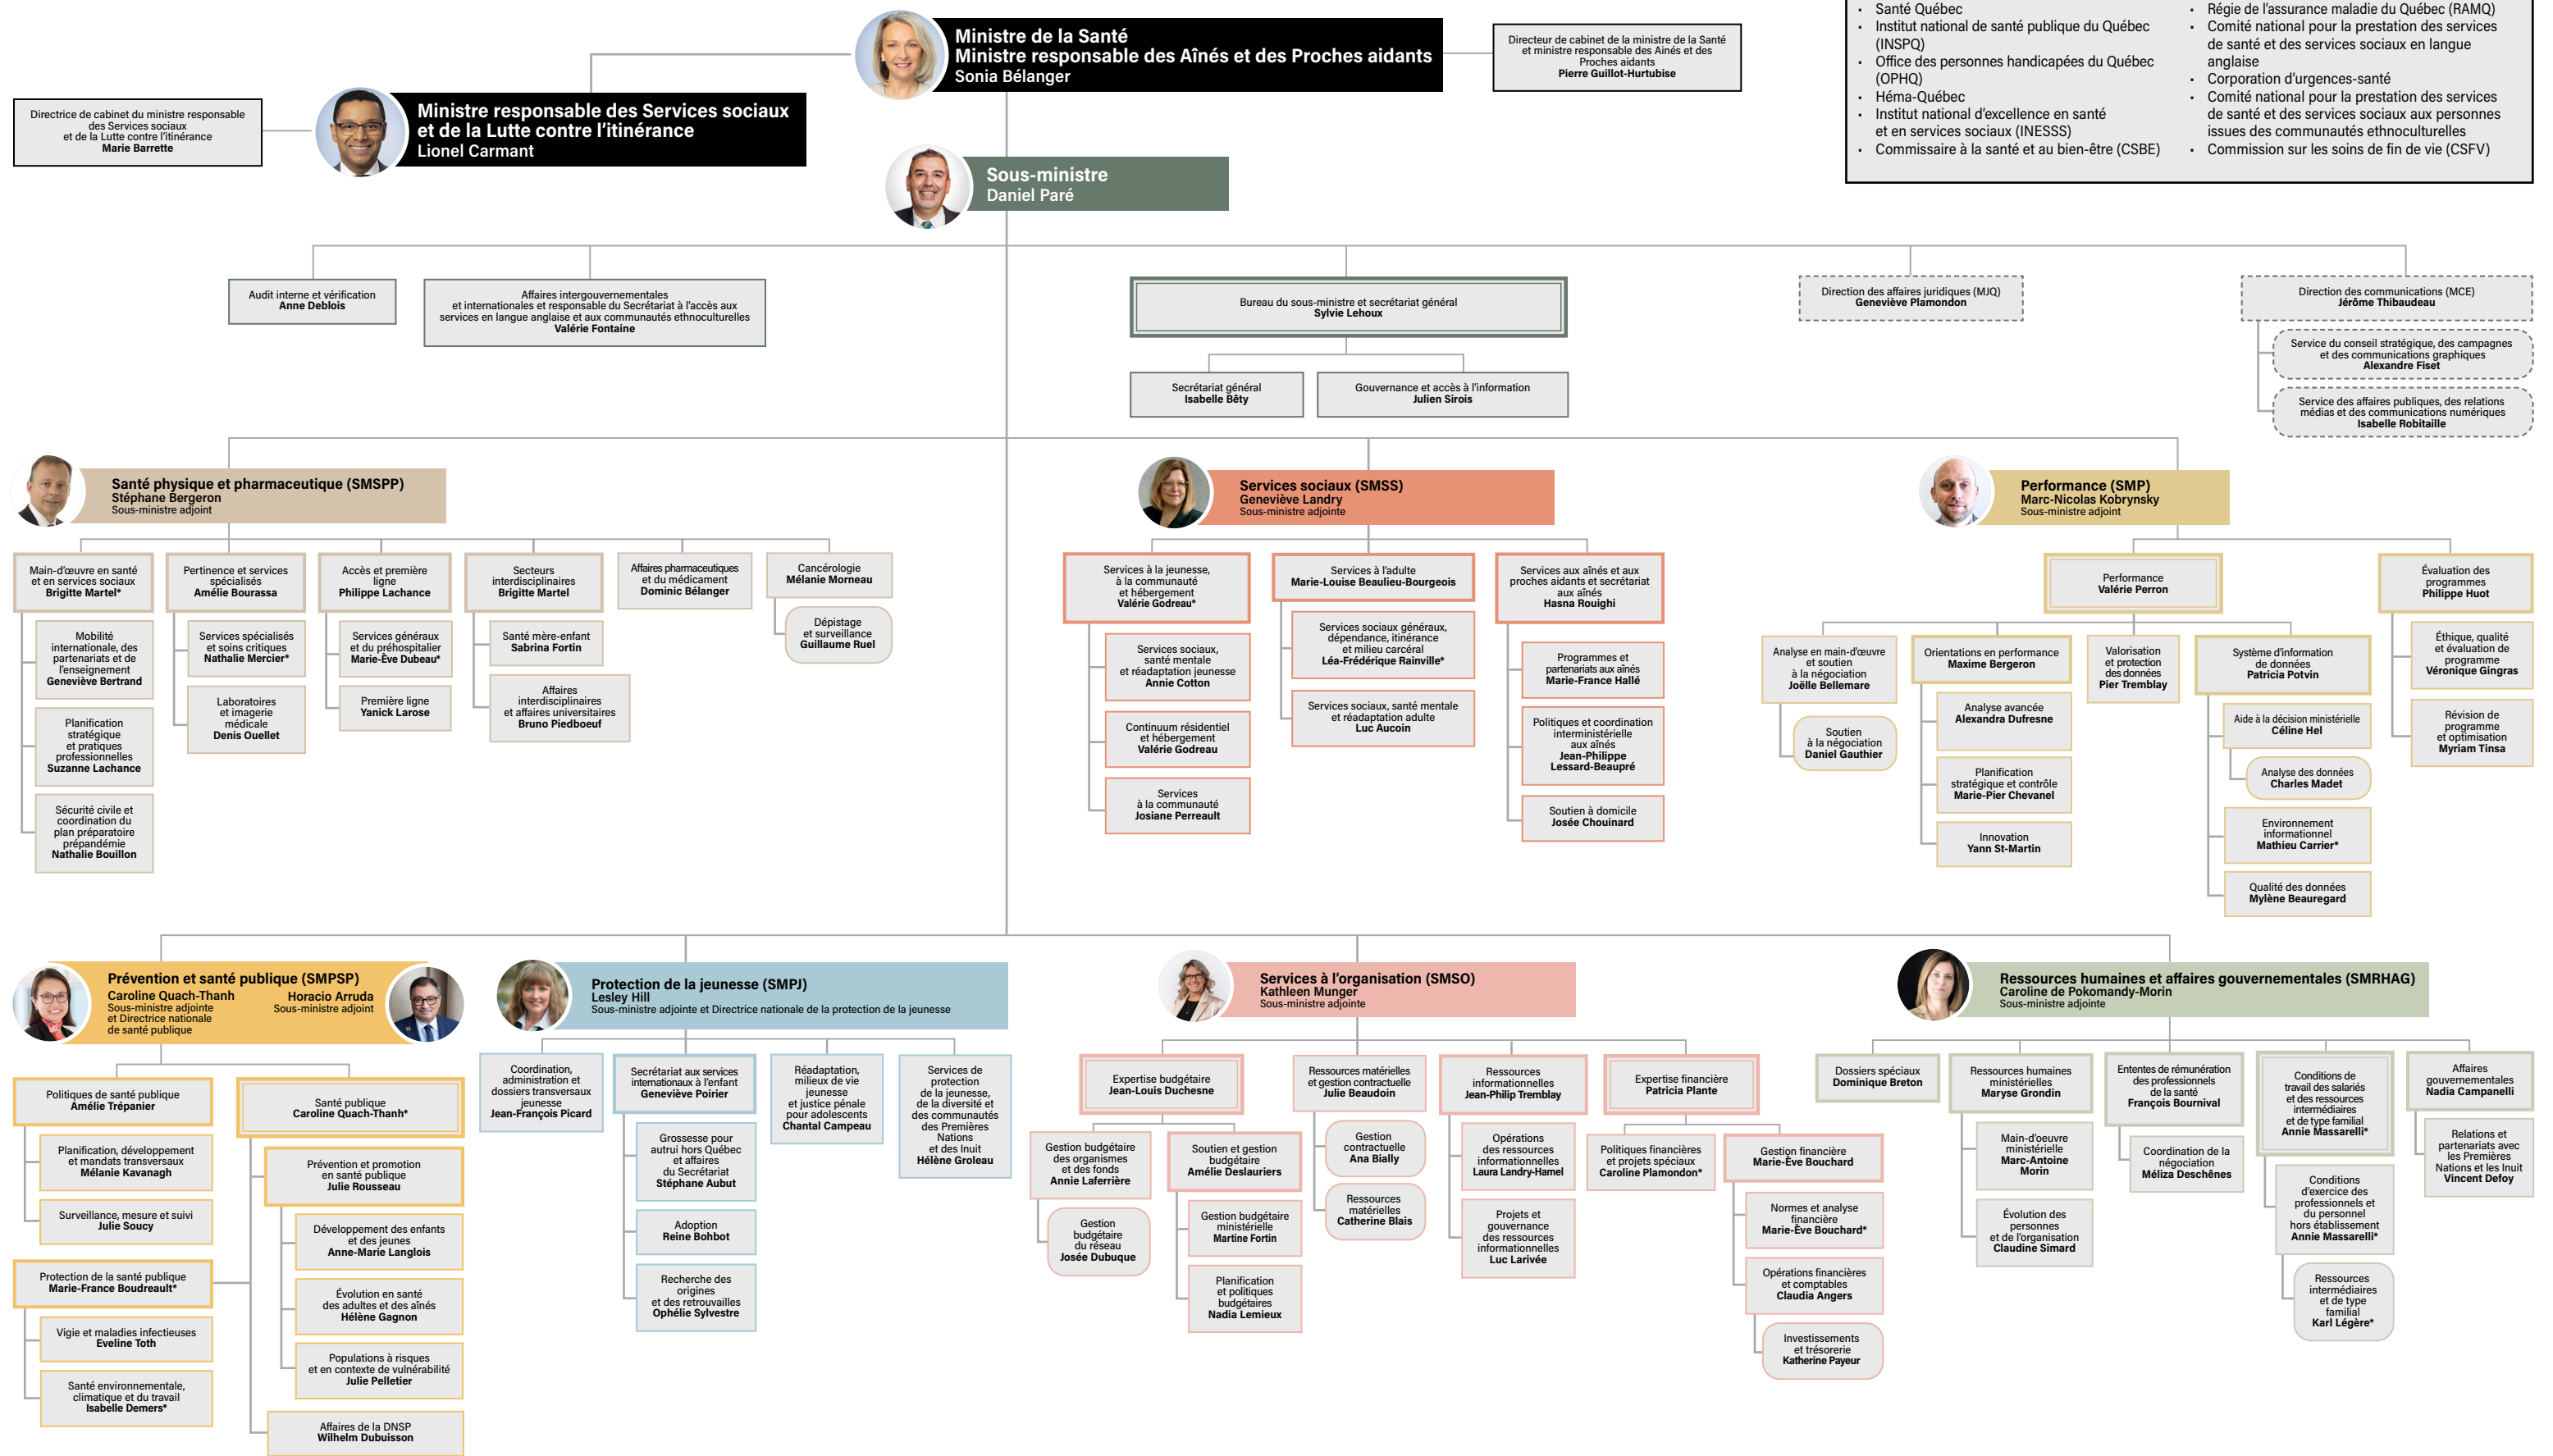 Ministre de la Santé
Ministre responsable des Aînés et des Proches aidants
Sonia Bélanger
Directeur de cabinet de la ministre de la Santé
et ministre responsable des Ainés et des
Proches aidants
Pierre Guillot-Hurtubise
• Santé Québec
• Institut national de santé publique du Québec
(INSPQ)
• Office des personnes handicapées du Québec
(OPHQ)
• Héma-Québec
• Institut national d'excellence en santé
et en services sociaux (INESSS)
• Commissaire à la santé et au bien-être (CSBE)
• Régie de l'assurance maladie du Québec (RAMQ)
• Comité national pour la prestation des services
de santé et des services sociaux en langue
anglaise
• Corporation d'urgences-santé
• Comité national pour la prestation des services
de santé et des services sociaux aux personnes
issues des communautés ethnoculturelles
• Commission sur les soins de fin de vie (CSFV)
Directrice de cabinet du ministre responsable
des Services sociaux
et de la Lutte contre l'itinérance
Marie Barrette
Ministre responsable des Services sociaux
et de la Lutte contre l'itinérance
Lionel Carmant
Sous-ministre
Daniel Paré
Audit interne et vérification
Anne Deblois
Affaires intergouvernementales
et internationales et responsable du Secrétariat à l'accès aux
services en langue anglaise et aux communautés ethnoculturelles
Valérie Fontaine
Bureau du sous-ministre et secrétariat général
Sylvie Lehoux
Secrétariat général
Isabelle Bêty
Gouvernance et accès à l'information
Julien Sirois
Direction des affaires juridiques (MJQ)
Geneviève Plamondon
Direction des communications (MCE)
Jérôme Thibaudeau
Service du conseil stratégique, des campagnes
et des communications graphiques
Alexandre Fiset
Service des affaires publiques, des relations
médias et des communications numériques
Isabelle Robitaille
Santé physique et pharmaceutique (SMSPP)
Stéphane Bergeron
Sous-ministre adjoint
Main-d'œuvre en santé
et en services sociaux
Brigitte Martel*
Mobilité
internationale, des
partenariats et de
l'enseignement
Geneviève Bertrand
Planification
stratégique
et pratiques
professionnelles
Suzanne Lachance
Sécurité civile et
coordination du
plan préparatoire
prépandémie
Nathalie Bouillon
Pertinence et services
spécialisés
Amélie Bourassa
Services spécialisés
et soins critiques
Nathalie Mercier*
Laboratoires
et imagerie
médicale
Denis Ouellet
Accès et première
ligne
Philippe Lachance
Services généraux
et du préhospitalier
Marie-Ève Dubeau*
Première ligne
Yanick Larose
Secteurs
interdisciplinaires
Brigitte Martel
Santé mère-enfant
Sabrina Fortin
Affaires
interdisciplinaires
et affaires universitaires
Bruno Piedboeuf
Affaires pharmaceutiques
et du médicament
Dominic Bélanger
Cancérologie
Mélanie Morneau
Dépistage
et surveillance
Guillaume Ruel
Services sociaux (SMSS)
Geneviève Landry
Sous-ministre adjointe
Services à la jeunesse,
à la communauté
et hébergement
Valérie Godreau*
Services sociaux,
santé mentale
et réadaptation jeunesse
Annie Cotton
Continuum résidentiel
et hébergement
Valérie Godreau
Services
à la communauté
Josiane Perreault
Services à l'adulte
Marie-Louise Beaulieu-Bourgeois
Services sociaux généraux,
dépendance, itinérance
et milieu carcéral
Léa-Frédérique Rainville*
Services sociaux, santé mentale
et réadaptation adulte
Luc Aucoin
Services aux aînés et aux
proches aidants et secrétariat
aux aînés
Hasna Rouighi
Programmes et
partenariats aux aînés
Marie-France Hallé
Politiques et coordination
interministérielle
aux aînés
Jean-Philippe
Lessard-Beaupré
Soutien à domicile
Josée Chouinard
Performance (SMP)
Marc-Nicolas Kobrynsky
Sous-ministre adjoint
Performance
Valérie Perron
Analyse en main-d'œuvre
et soutien
à la négociation
Joëlle Bellemare
Soutien
à la négociation
Daniel Gauthier
Orientations en performance
Maxime Bergeron
Analyse avancée
Alexandra Dufresne
Planification
stratégique et contrôle
Marie-Pier Chevanel
Innovation
Yann St-Martin
Valorisation
et protection
des données
Pier Tremblay
Système d'information
de données
Patricia Potvin
Aide à la décision ministérielle
Céline Hel
Analyse des données
Charles Madet
Environnement
informationnel
Mathieu Carrier*
Qualité des données
Mylène Beauregard
Évaluation des
programmes
Philippe Huot
Éthique, qualité
et évaluation de
programme
Véronique Gingras
Révision de
programme
et optimisation
Myriam Tinsa
Prévention et santé publique (SMPSP)
Caroline Quach-Thanh
Sous-ministre adjointe
et Directrice nationale
de santé publique
Horacio Arruda
Sous-ministre adjoint
Politiques de santé publique
Amélie Trépanier
Planification, développement
et mandats transversaux
Mélanie Kavanagh
Surveillance, mesure et suivi
Julie Soucy
Protection de la santé publique
Marie-France Boudreault*
Vigie et maladies infectieuses
Eveline Toth
Santé environnementale,
climatique et du travail
Isabelle Demers*
Santé publique
Caroline Quach-Thanh*
Prévention et promotion
en santé publique
Julie Rousseau
Développement des enfants
et des jeunes
Anne-Marie Langlois
Évolution en santé
des adultes et des aînés
Hélène Gagnon
Populations à risques
et en contexte de vulnérabilité
Julie Pelletier
Affaires de la DNSP
Wilhelm Dubuisson
Protection de la jeunesse (SMPJ)
Lesley Hill
Sous-ministre adjointe et Directrice nationale de la protection de la jeunesse
Coordination,
administration et
dossiers transversaux
jeunesse
Jean-François Picard
Secrétariat aux services
internationaux à l'enfant
Geneviève Poirier
Grossesse pour
autrui hors Québec
et affaires
du Secrétariat
Stéphane Aubut
Adoption
Reine Bohbot
Recherche des
origines
et des retrouvailles
Ophélie Sylvestre
Réadaptation,
milieux de vie
jeunesse
et justice pénale
pour adolescents
Chantal Campeau
Services de
protection
de la jeunesse,
de la diversité et
des communautés
des Premières
Nations
et des Inuit
Hélène Groleau
Services à l'organisation (SMSO)
Kathleen Munger
Sous-ministre adjointe
Expertise budgétaire
Jean-Louis Duchesne
Gestion budgétaire
des organismes
et des fonds
Annie Laferrière
Gestion
budgétaire
du réseau
Josée Dubuque
Soutien et gestion
budgétaire
Amélie Deslauriers
Gestion budgétaire
ministérielle
Martine Fortin
Planification
et politiques
budgétaires
Nadia Lemieux
Ressources matérielles
et gestion contractuelle
Julie Beaudoin
Gestion
contractuelle
Ana Bially
Ressources
matérielles
Catherine Blais
Ressources
informationnelles
Jean-Philip Tremblay
Opérations
des ressources
informationnelles
Laura Landry-Hamel
Projets et
gouvernance
des ressources
informationnelles
Luc Larivée
Expertise financière
Patricia Plante
Politiques financières
et projets spéciaux
Caroline Plamondon*
Gestion financière
Marie-Ève Bouchard
Normes et analyse
financière
Marie-Ève Bouchard*
Opérations financières
et comptables
Claudia Angers
Investissements
et trésorerie
Katherine Payeur
Ressources humaines et affaires gouvernementales (SMRHAG)
Caroline de Pokomandy-Morin
Sous-ministre adjointe
Dossiers spéciaux
Dominique Breton
Ressources humaines
ministérielles
Maryse Grondin
Main-d'oeuvre
ministérielle
Marc-Antoine
Morin
Évolution des
personnes
et de l'organisation
Claudine Simard
Ententes de rémunération
des professionnels
de la santé
François Bournival
Coordination de la
négociation
Méliza Deschênes
Conditions de
travail des salariés
et des ressources
intermédiaires
et de type familial
Annie Massarelli*
Conditions
d'exercice des
professionnels et
du personnel
hors établissement
Annie Massarelli*
Ressources
intermédiaires
et de type
familial
Karl Légère*
Affaires
gouvernementales
Nadia Campanelli
Relations et
partenariats avec
les Premières
Nations et les Inuit
Vincent Defoy